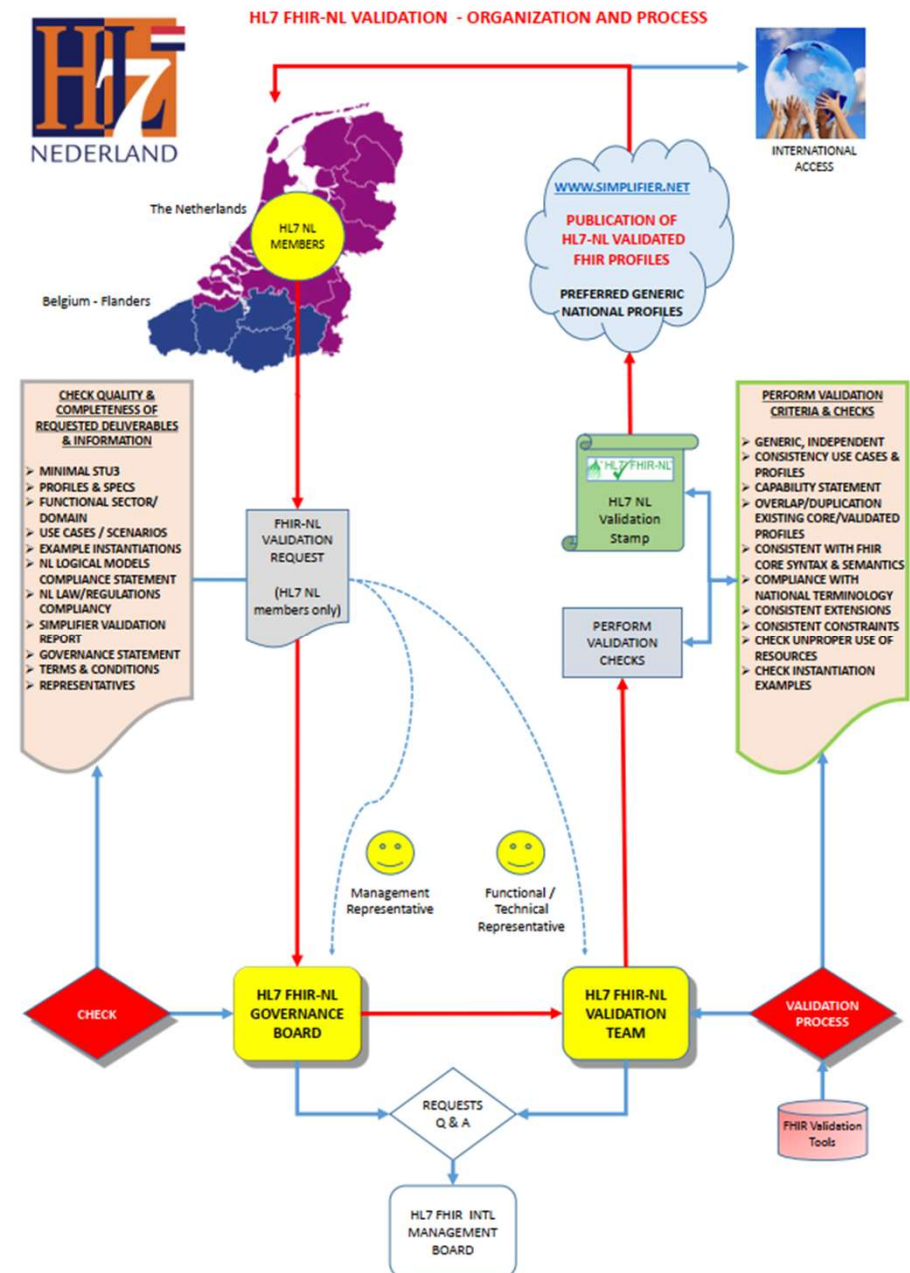 HL7 FHIR-NL VALIDATION - ORGANIZATION AND PROCESS
HL7
NEDERLAND
INTERNATIONAL
ACCESS
The Netherlands
HL7 NL
MEMBERS
Belgium - Flanders
WWW.SIMPLIFIER.NET
PUBLICATION OF
HL7-NL VALIDATED
FHIR PROFILES
PREFERRED GENERIC
NATIONAL PROFILES
CHECK QUALITY &
COMPLETENESS OF
REQUESTED DELIVERABLES
& INFORMATION
➢ MINIMAL STU3
➢ PROFILES & SPECS
➢ FUNCTIONAL SECTOR/
DOMAIN
➢ USE CASES / SCENARIOS
➢ EXAMPLE INSTANTIATIONS
➢ NL LOGICAL MODELS
COMPLIANCE STATEMENT
➢ NL LAW/REGULATIONS
COMPLIANCY
➢ SIMPLIFIER VALIDATION
REPORT
➢ GOVERNANCE STATEMENT
➢ TERMS & CONDITIONS
➢ REPRESENTATIVES
FHIR-NL
VALIDATION
REQUEST
(HL7 NL
members only)
HL7 FHIR-NL
HL7 NL
Validation
Stamp
PERFORM
VALIDATION
CHECKS
PERFORM VALIDATION
CRITERIA & CHECKS
➢ GENERIC, INDEPENDENT
➢ CONSISTENCY USE CASES &
PROFILES
➢ CAPABILITY STATEMENT
➢ OVERLAP/DUPLICATION
EXISTING CORE/VALIDATED
PROFILES
➢ CONSISTENT WITH FHIR
CORE SYNTAX & SEMANTICS
➢ COMPLIANCE WITH
NATIONAL TERMINOLOGY
➢ CONSISTENT EXTENSIONS
➢ CONSISTENT CONSTRAINTS
➢ CHECK UNPROPER USE OF
RESOURCES
➢ CHECK INSTANTIATION
EXAMPLES
Management
Representative
Functional /
Technical
Representative
CHECK
HL7 FHIR-NL
GOVERNANCE
BOARD
HL7 FHIR-NL
VALIDATION
TEAM
VALIDATION
PROCESS
REQUESTS
Q & A
FHIR Validation
Tools
HL7 FHIR INTL
MANAGEMENT
BOARD